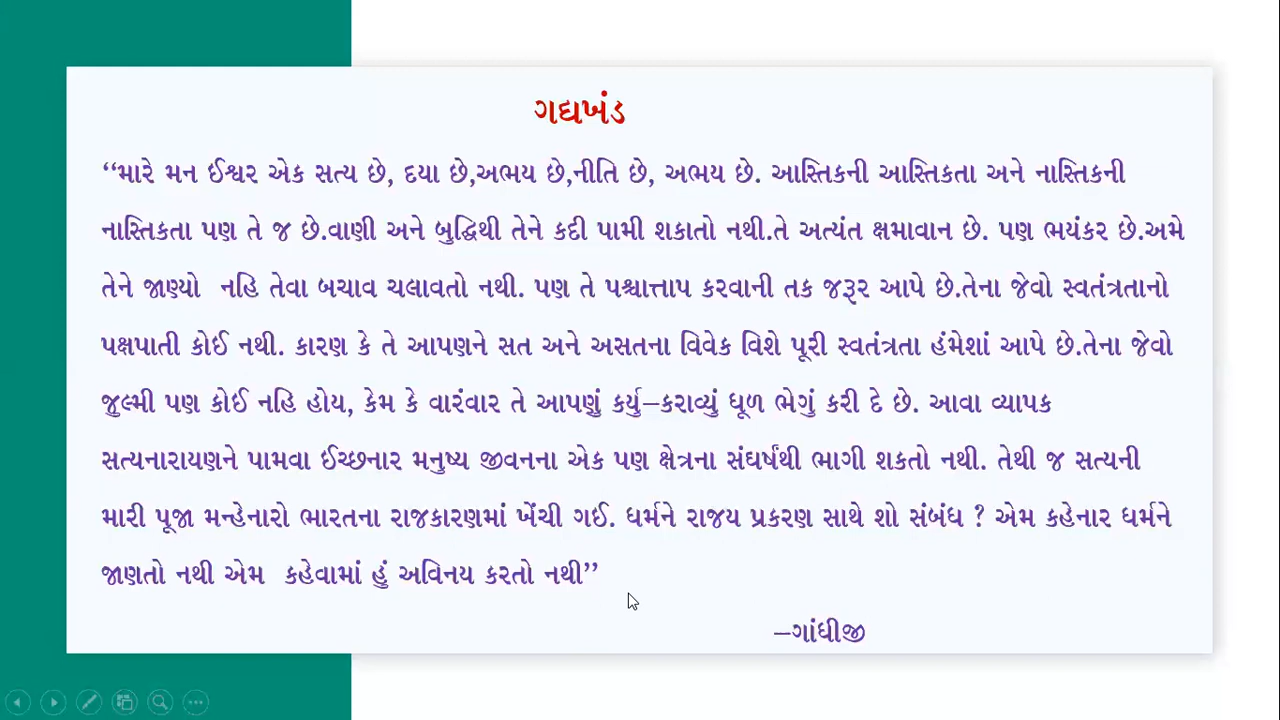 ગદ્યખંડ
‘‘મારે મન ઈશ્વર એક સત્ય છે, દયા છે,અભય છે,નીતિ છે, અભય છે. આસ્તિકની આસ્તિકતા અને નાસ્તિકની
નાસ્તિકતા પણ તે જ છે.વાણી અને બુદ્ધિથી તેને કદી પામી શકાતો નથી.તે અત્યંત ક્ષમાવાન છે. પણ ભયંકર છે.અમે
તેને જાણ્યો નહિ તેવા બચાવ ચલાવતો નથી. પણ તે પશ્ચાત્તાપ કરવાની તક જરૂર આપે છે.તેના જેવો સ્વતંત્રતાનો
પક્ષપાતી કોઈ નથી. કારણ કે તે આપણને સત અને અસતના વિવેક વિશે પૂરી સ્વતંત્રતા હંમેશાં આપે છે.તેના જેવો
જુલ્મી પણ કોઈ નહિ હોય, કેમ કે વારંવાર તે આપણું કર્યુ–કરાવ્યું ધૂળ ભેગું કરી દે છે. આવા વ્યાપક
સત્યનારાયણને પામવા ઈચ્છનાર મનુષ્ય જીવનના એક પણ ક્ષેત્રના સંઘર્ષંથી ભાગી શકતો નથી. તેથી જ સત્યની
મારી પૂજા મન્હેનારો ભારતના રાજકારણમાં ખેંચી ગઈ. ધર્મને રાજય પ્રકરણ સાથે શો સંબંધ ? એમ કહેનાર ધર્મને
જાણતો નથી એમ કહેવામાં હું અવિનય કરતો નથી’’
–ગાંધીજી